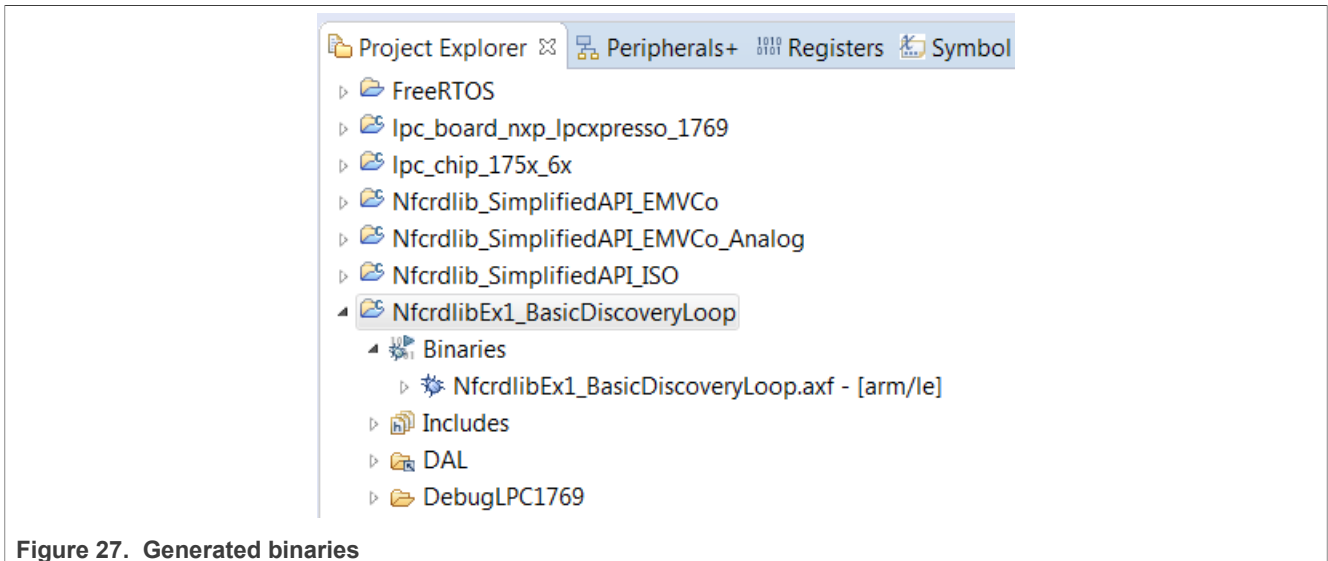 Project Explorer Peripherals+ Registers Symbol
FreeRTOS
lpc_board_nxp_lpcxpresso_1769
lpc_chip_175x_6x
Nfcrdlib_SimplifiedAPI_EMVCo
Nfcrdlib_SimplifiedAPI_EMVCo_Analog
Nfcrdlib_SimplifiedAPI_ISO
NfcrdlibEx1_BasicDiscoveryLoop
Binaries
NfcrdlibEx1_BasicDiscoveryLoop.axf - [arm/le]
Includes
DAL
DebugLPC1769
Figure 27. Generated binaries